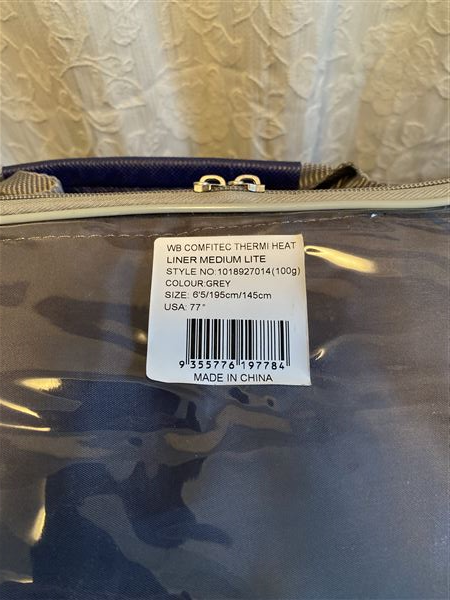 WB COMFITEC THERMI HEAT
LINER MEDIUM LITE
STYLE NO:1018927014(100g)
COLOUR:GREY
SIZE: 6'5/195cm/145cm
USA: 77"
9 355776 197784
MADE IN CHINA